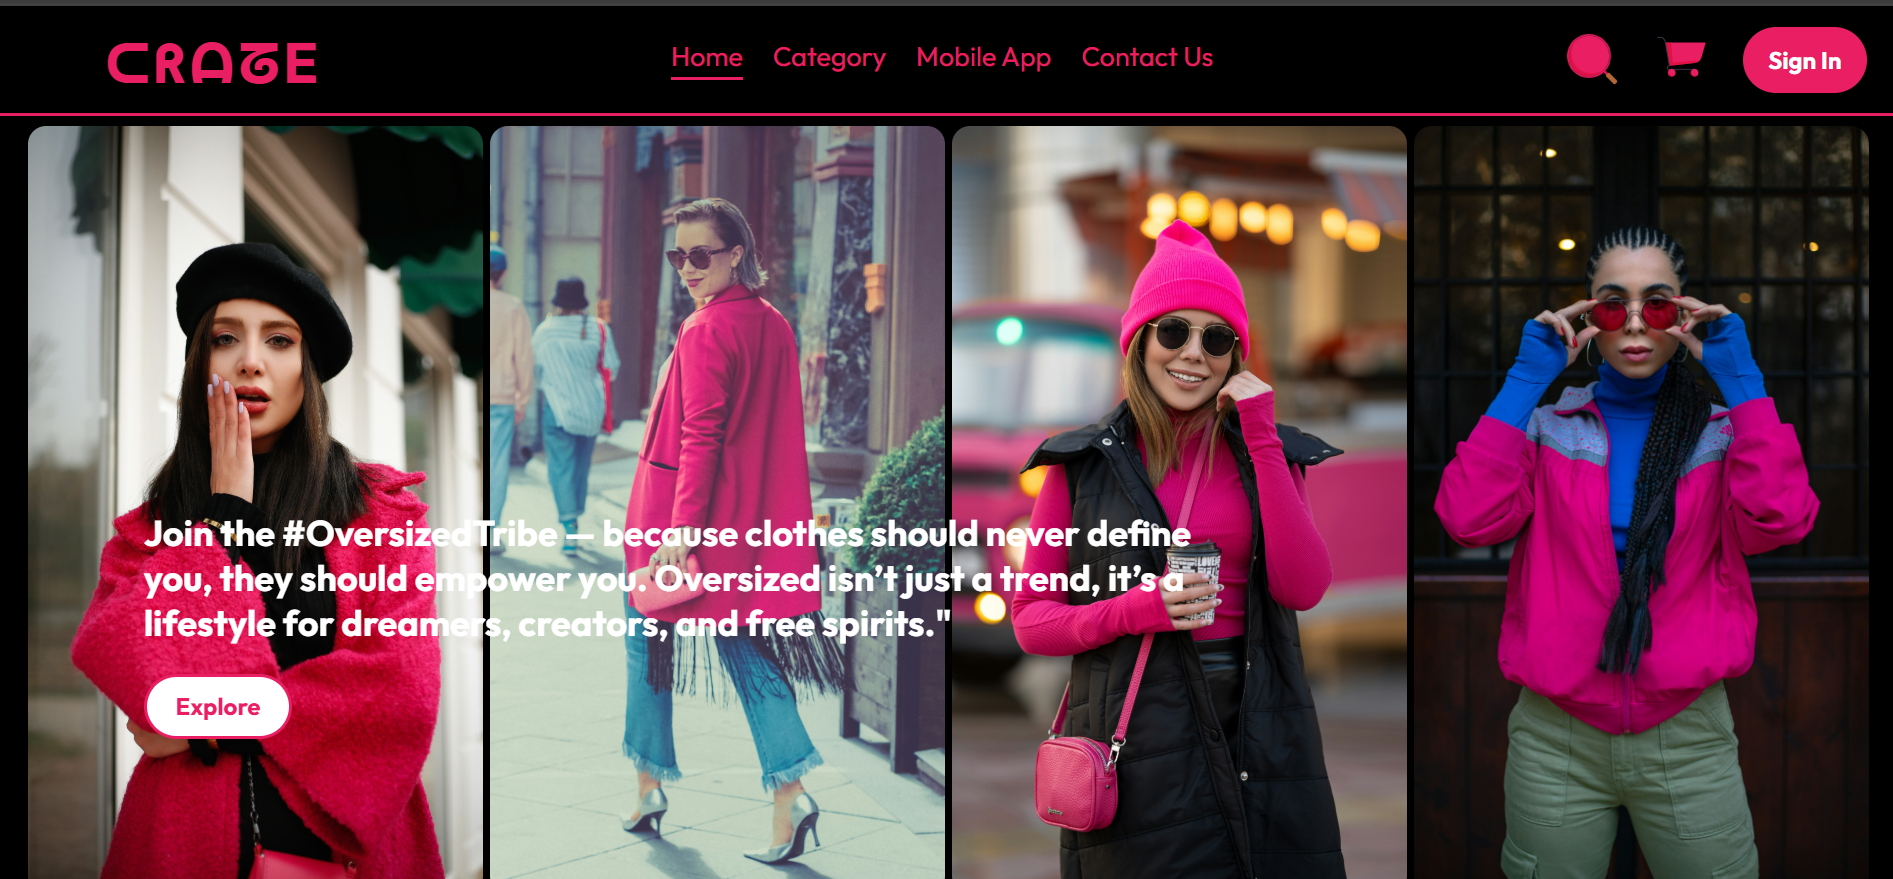 CRAZE
Home Category Mobile App Contact Us
Sign In
Join the #OversizedTribe — because clothes should never define
you, they should empower you. Oversized isn’t just a trend, it’s a
lifestyle for dreamers, creators, and free spirits."
Explore